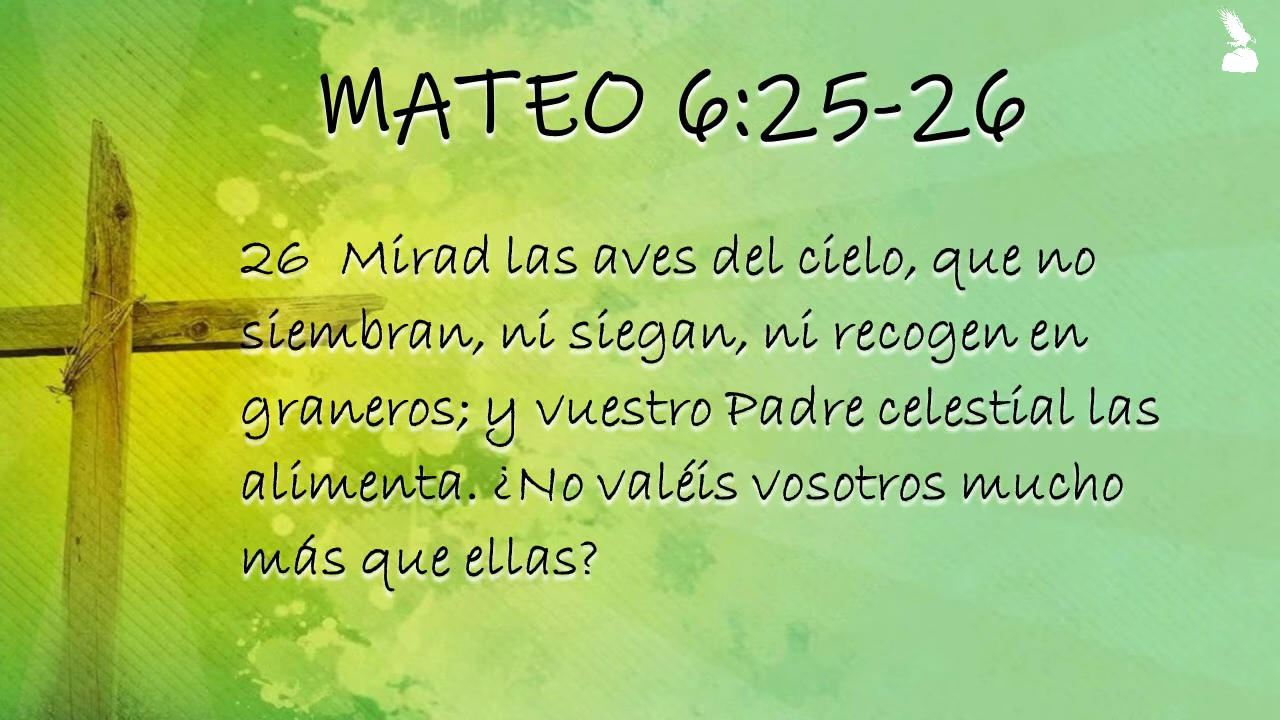 MATEO 6:25-26
26 Mirad las aves del cielo, que no
siembran, ni siegan, ni recogen en
graneros; y vuestro Padre celestial las
alimenta. ¿No valéis vosotros mucho
más que ellas?